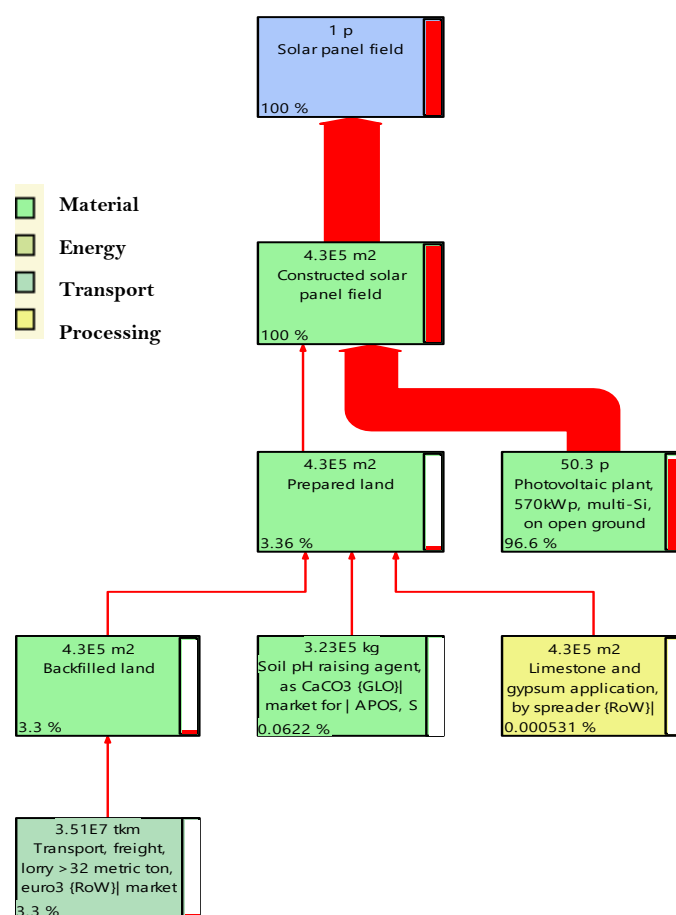 1 p
Solar panel field
100 %
Material
Energy
Transport
Processing
4.3E5 m2
Constructed solar
panel field
100 %
4.3E5 m2
Prepared land
3.36 %
50.3 p
Photovoltaic plant,
570kWp, multi-Si,
on open ground
96.6 %
4.3E5 m2
Backfilled land
3.3 %
3.23E5 kg
Soil pH raising agent,
as CaCO3 {GLO}|
market for | APOS, S
0.0622 %
4.3E5 m2
Limestone and
gypsum application,
by spreader {RoW}|
0.000531 %
3.51E7 tkm
Transport, freight,
lorry >32 metric ton,
euro3 {RoW}| market
3.3 %